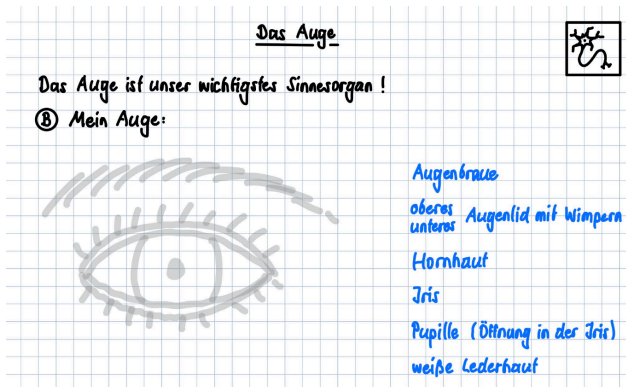 Das Auge
Das Auge ist unser wichtigstes Sinnesorgan !
Ⓑ Mein Auge:
Augenbraue
oberes
unteres Augenlid mit Wimpern
Hornhaut
Iris
Pupille (Öffnung in der Iris)
weiße Lederhaut